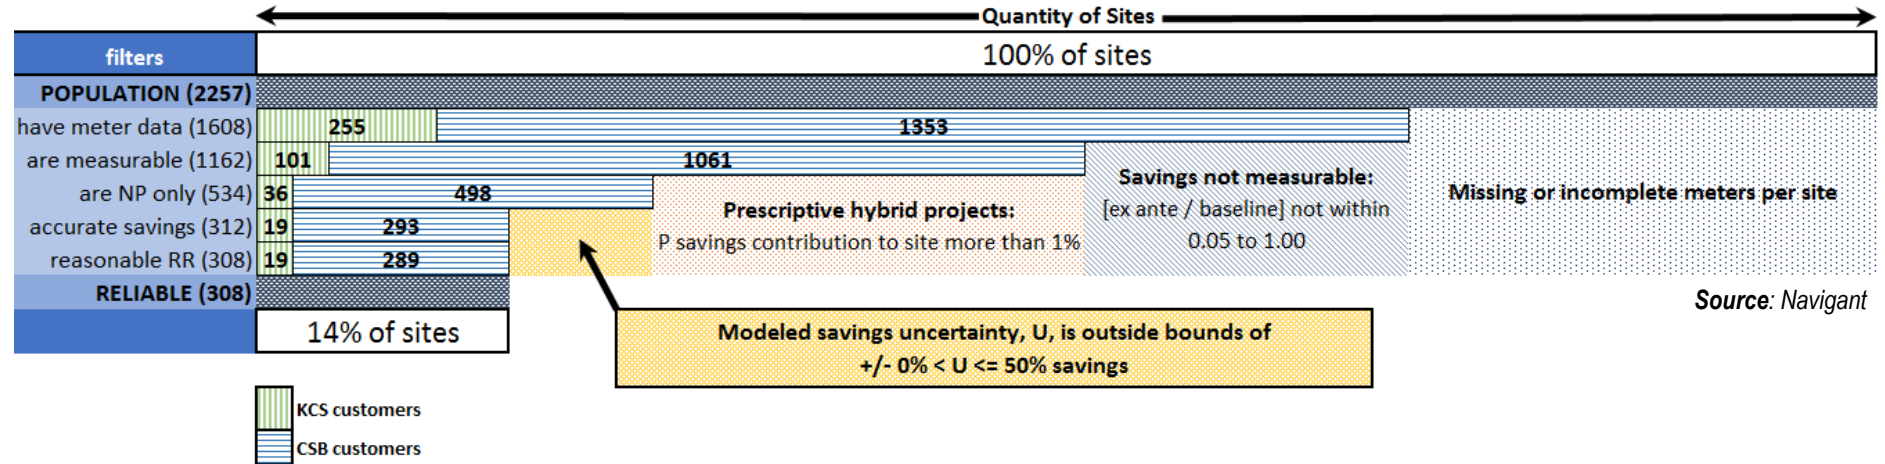 Quantity of Sites
filters
100% of sites
POPULATION (2257)
have meter data (1608)
255
1353
are measurable (1162)
101
1061
are NP only (534)
36
498
accurate savings (312)
19
293
reasonable RR (308)
19
289
Prescriptive hybrid projects:
P savings contribution to site more than 1%
Savings not measurable:
[ex ante / baseline] not within
0.05 to 1.00
Missing or incomplete meters per site
RELIABLE (308)
Source: Navigant
14% of sites
Modeled savings uncertainty, U, is outside bounds of
+/- 0% < U <= 50% savings
KCS customers
CSB customers